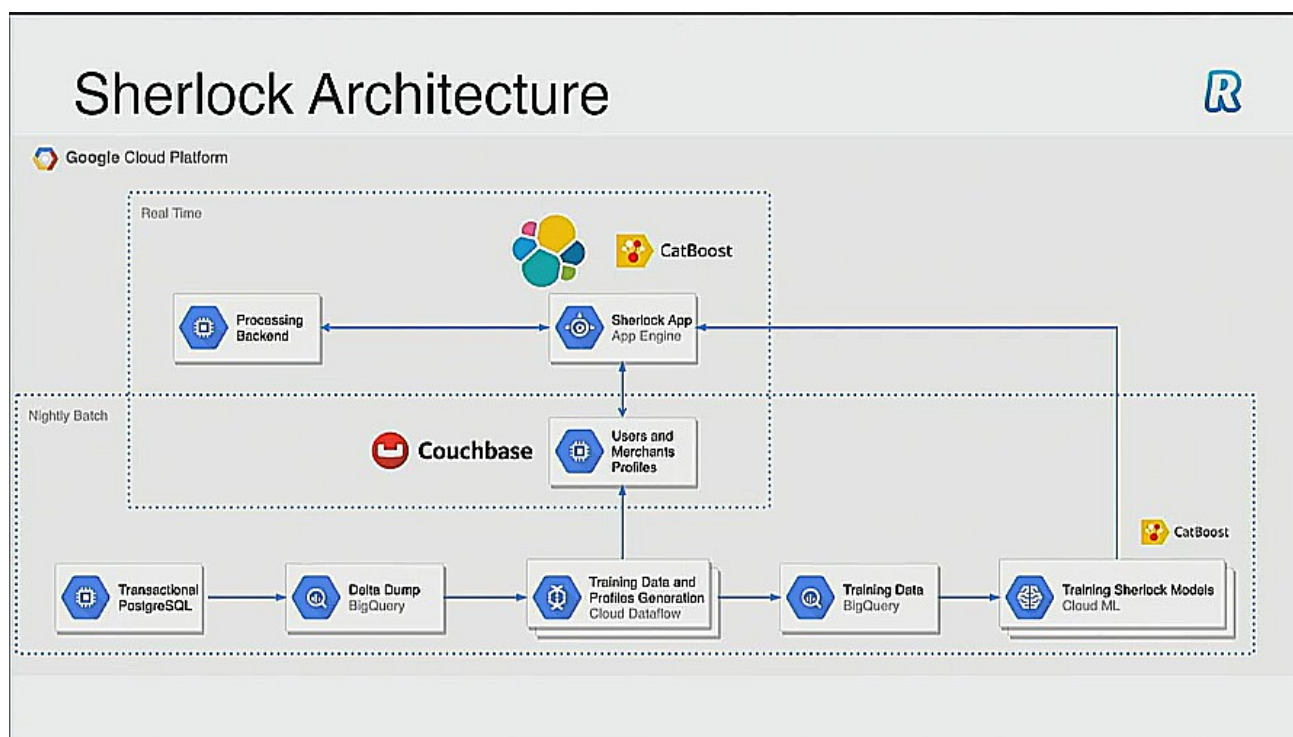 Sherlock Architecture
R
Google Cloud Platform
Real Time
CatBoost
Processing
Backend
Sherlock App
App Engine
Nightly Batch
Couchbase
Users and
Merchants
Profiles
CatBoost
Transactional
PostgreSQL
Delta Dump
BigQuery
Training Data and
Profiles Generation
Cloud Dataflow
Training Data
BigQuery
Training Sherlock Models
Cloud ML